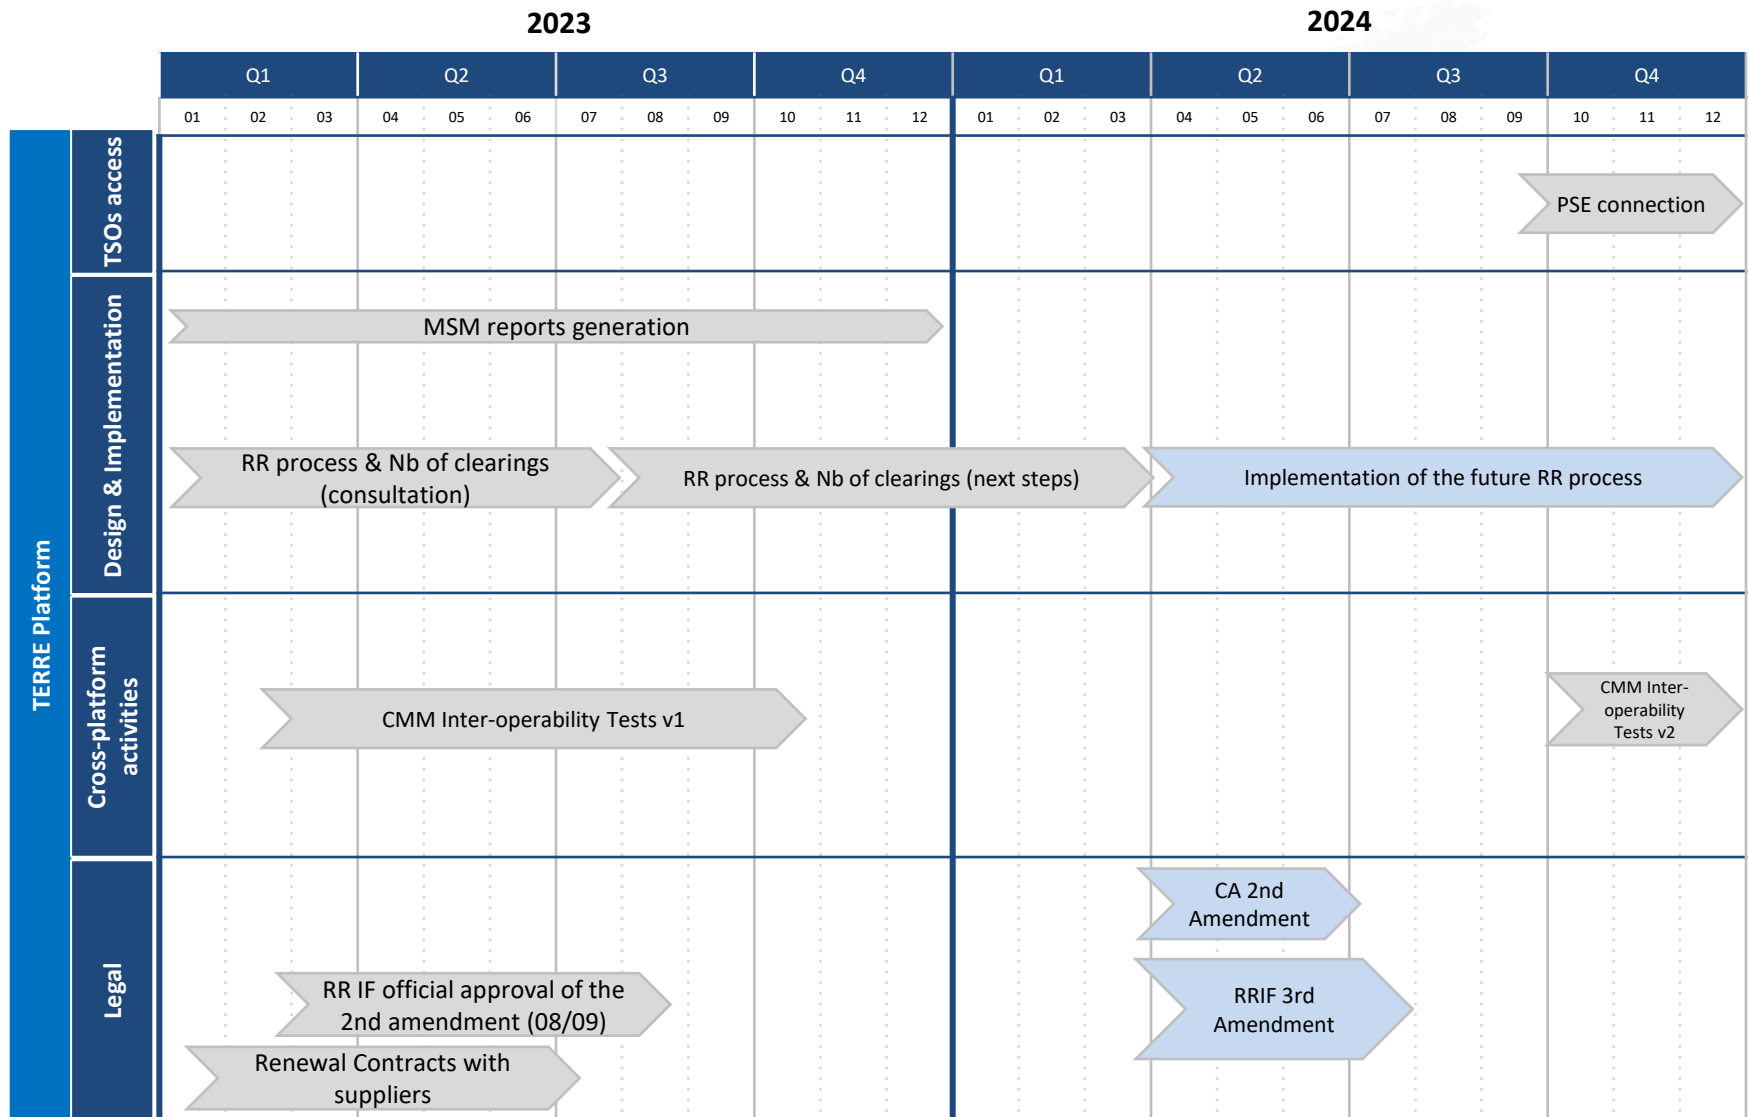 2023
2024
Q1 Q2 Q3 Q4 Q1 Q2 Q3 Q4
01 02 03 04 05 06 07 08 09 10 11 12 01 02 03 04 05 06 07 08 09 10 11 12
TERRE Platform
TSOs access
PSE connection
Design & Implementation
MSM reports generation
RR process & Nb of clearings
(consultation)
RR process & Nb of clearings (next steps)
Implementation of the future RR process
Cross-platform
activities
CMM Inter-operability Tests v1
CMM Inter-
operability
Tests v2
Legal
CA 2nd
Amendment
RR IF official approval of the
2nd amendment (08/09)
RRIF 3rd
Amendment
Renewal Contracts with
suppliers